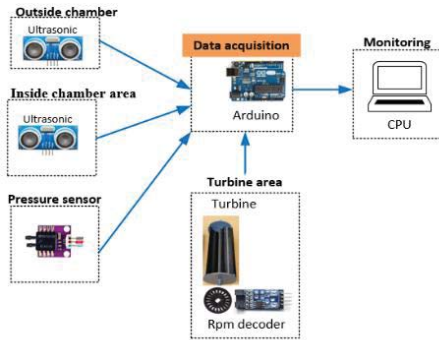 Outside chamber
Ultrasonic
Inside chamber area
Ultrasonic
Pressure sensor
Data acquisition
Arduino
Turbine area
Turbine
Rpm decoder
Monitoring
CPU